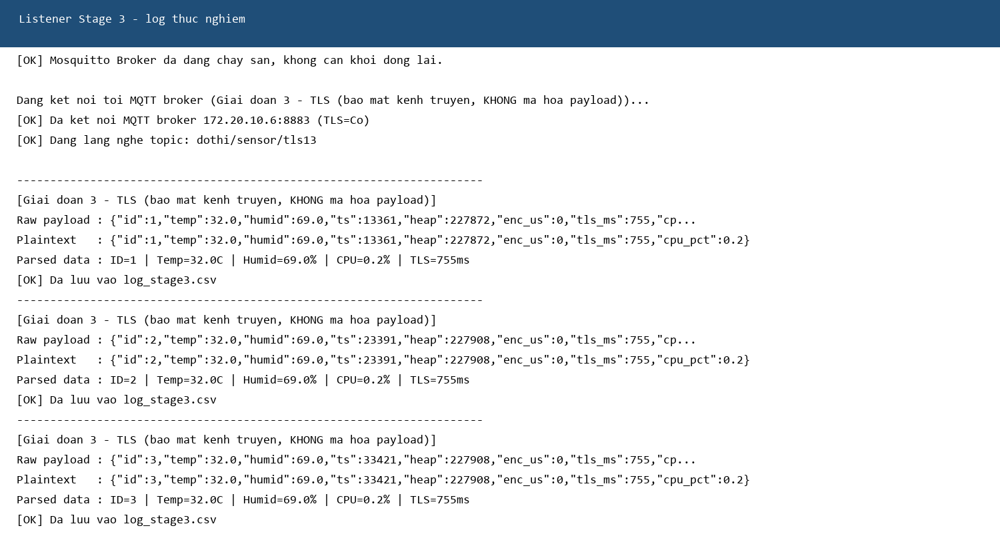 Listener Stage 3 - log thuc nghiem
[OK] Mosquitto Broker da dang chay san, khong can khoi dong lai.
Dang ket noi toi MQTT broker (Giai doan 3 - TLS (bao mat kenh truyen, KHONG ma hoa payload))...
[OK] Da ket noi MQTT broker 172.20.10.6:8883 (TLS=Co)
[OK] Dang lang nghe topic: dothi/sensor/tls13
----------------------------------------------------------------------
[Giai doan 3 - TLS (bao mat kenh truyen, KHONG ma hoa payload)]
Raw payload : {"id":1,"temp":32.0,"humid":69.0,"ts":13361,"heap":227872,"enc_us":0,"tls_ms":755,"cp...
Plaintext   : {"id":1,"temp":32.0,"humid":69.0,"ts":13361,"heap":227872,"enc_us":0,"tls_ms":755,"cpu_pct":0.2}
Parsed data : ID=1 | Temp=32.0C | Humid=69.0% | CPU=0.2% | TLS=755ms
[OK] Da luu vao log_stage3.csv
----------------------------------------------------------------------
[Giai doan 3 - TLS (bao mat kenh truyen, KHONG ma hoa payload)]
Raw payload : {"id":2,"temp":32.0,"humid":69.0,"ts":23391,"heap":227908,"enc_us":0,"tls_ms":755,"cp...
Plaintext   : {"id":2,"temp":32.0,"humid":69.0,"ts":23391,"heap":227908,"enc_us":0,"tls_ms":755,"cpu_pct":0.2}
Parsed data : ID=2 | Temp=32.0C | Humid=69.0% | CPU=0.2% | TLS=755ms
[OK] Da luu vao log_stage3.csv
----------------------------------------------------------------------
[Giai doan 3 - TLS (bao mat kenh truyen, KHONG ma hoa payload)]
Raw payload : {"id":3,"temp":32.0,"humid":69.0,"ts":33421,"heap":227908,"enc_us":0,"tls_ms":755,"cp...
Plaintext   : {"id":3,"temp":32.0,"humid":69.0,"ts":33421,"heap":227908,"enc_us":0,"tls_ms":755,"cpu_pct":0.2}
Parsed data : ID=3 | Temp=32.0C | Humid=69.0% | CPU=0.2% | TLS=755ms
[OK] Da luu vao log_stage3.csv